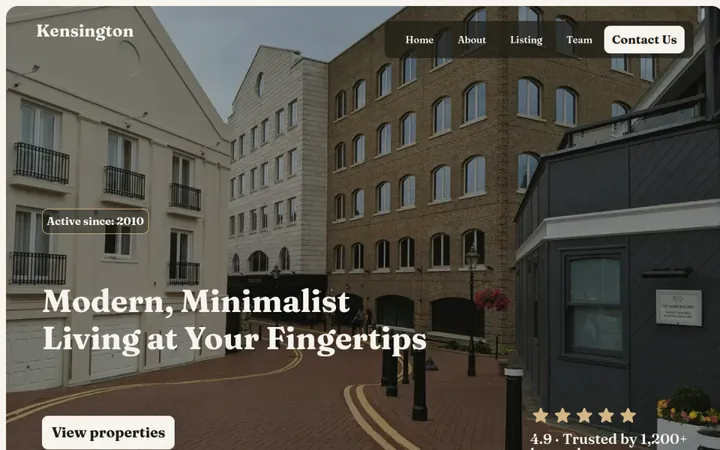 Kensington
Home About Listing Team Contact Us
Active since: 2010
Modern, Minimalist
Living at Your Fingertips
View properties
4.9 · Trusted by 1,200+